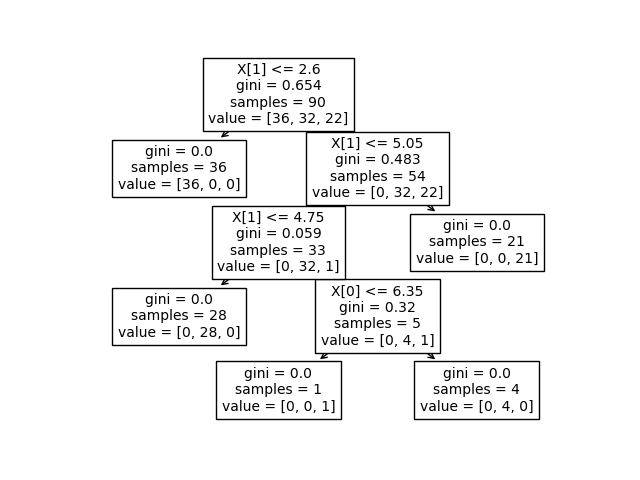 X[1] <= 2.6
gini = 0.654
samples = 90
value = [36, 32, 22]
gini = 0.0
samples = 36
value = [36, 0, 0]
X[1] <= 5.05
gini = 0.483
samples = 54
value = [0, 32, 22]
X[1] <= 4.75
gini = 0.059
samples = 33
value = [0, 32, 1]
gini = 0.0
samples = 21
value = [0, 0, 21]
gini = 0.0
samples = 28
value = [0, 28, 0]
X[0] <= 6.35
gini = 0.32
samples = 5
value = [0, 4, 1]
gini = 0.0
samples = 1
value = [0, 0, 1]
gini = 0.0
samples = 4
value = [0, 4, 0]